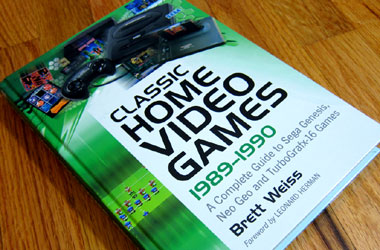 CLASSIC
HOME
VIDEO
GAMES
1989–1990
A Complete Guide to Sega Genesis,
Neo Geo and TurboGrafx-16 Games
Brett Weiss
Foreword by LEONARD HERMAN